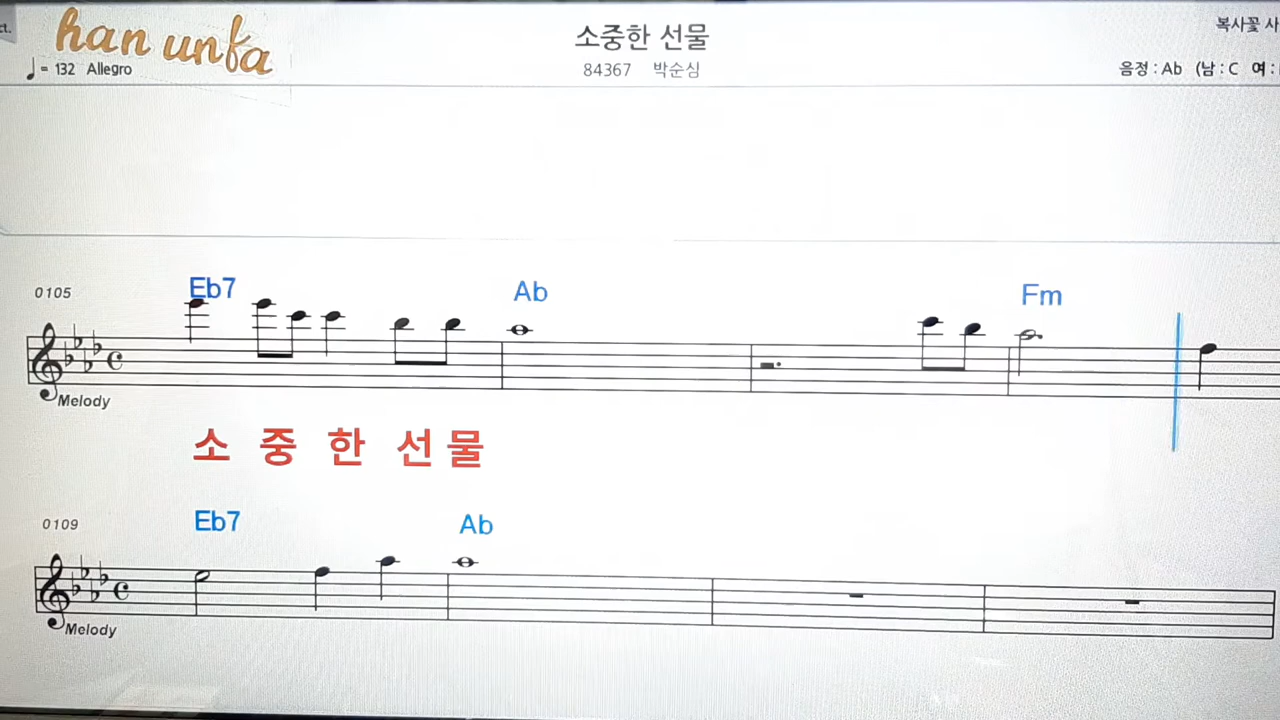 ct.
han unfa
소중한 선물
복사꽃 사
♩= 132 Allegro
84367 박순심
음정 : Ab (남 : C 여 :
Eb7 Ab Fm
0105
Melody
소 중 한 선 물
Eb7 Ab
0109
Melody